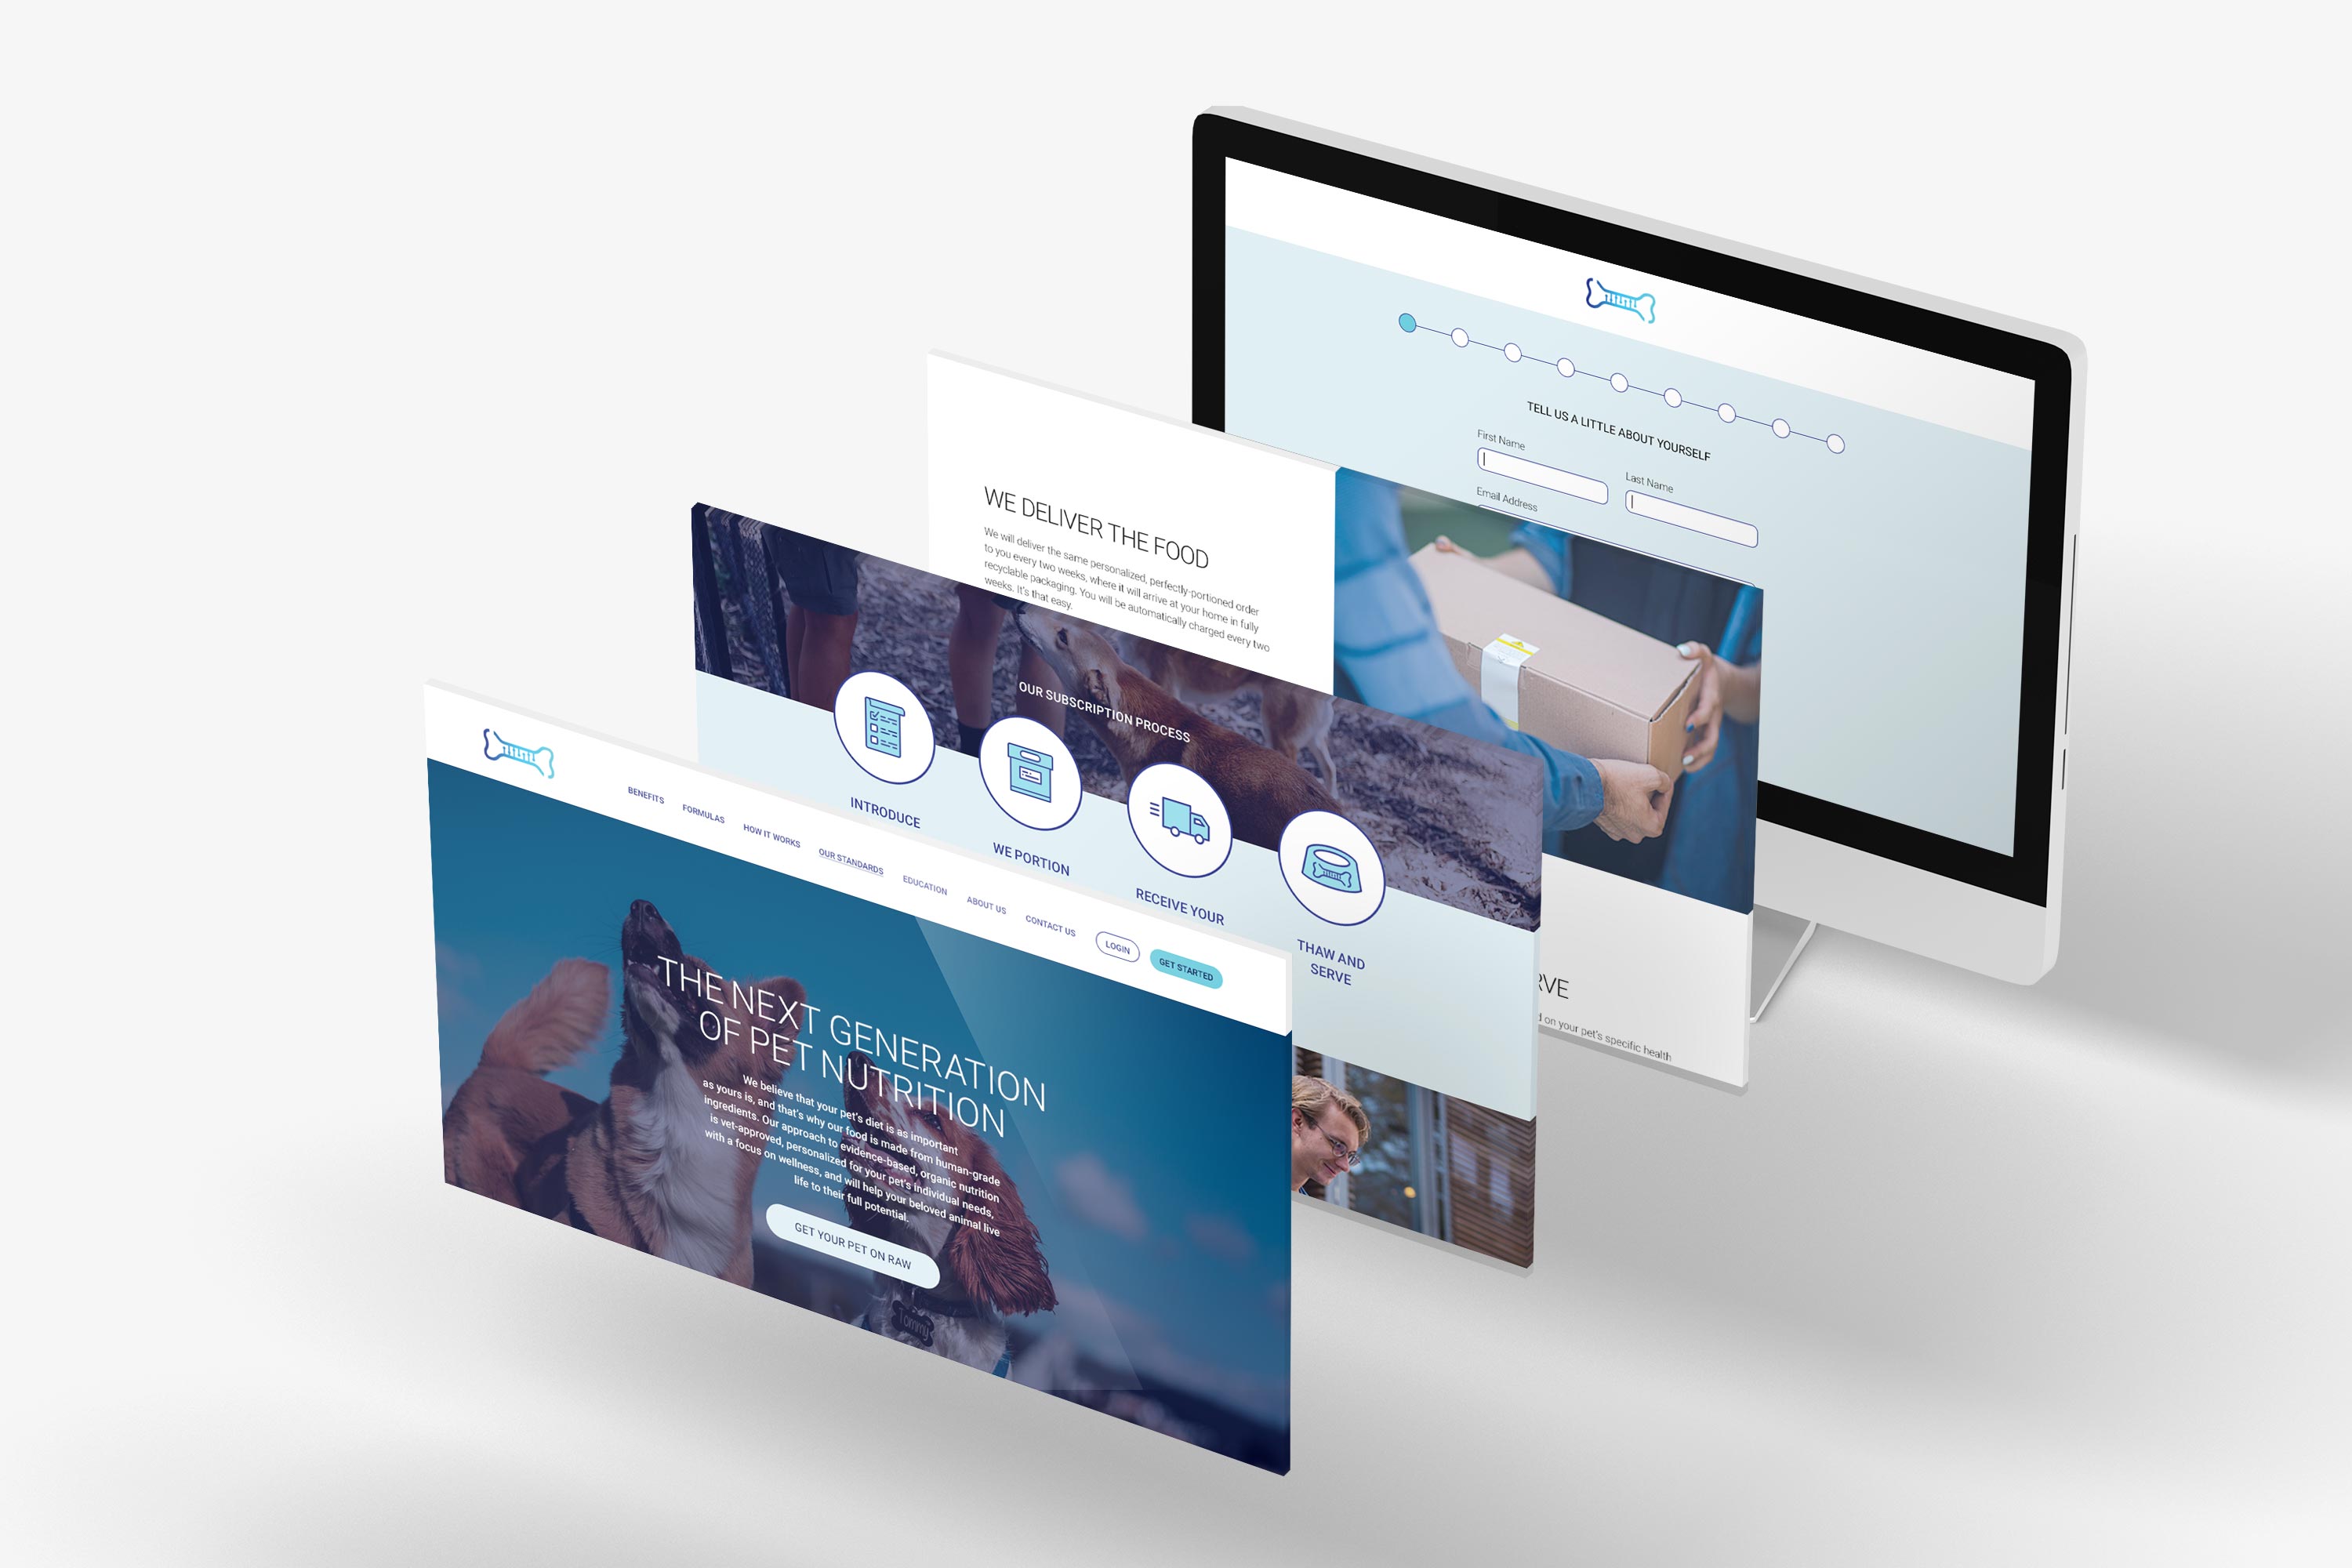 TELL US A LITTLE ABOUT YOURSELF
First Name
Last Name
Email Address
WE DELIVER THE FOOD
We will deliver the same personalized, perfectly-portioned order
to you every two weeks, where it will arrive at your home in fully
recyclable packaging. You will be automatically charged every two
weeks. It's that easy.
on your pet's specific health
OUR SUBSCRIPTION PROCESS
INTRODUCE
WE PORTION
RECEIVE YOUR
THAW AND
SERVE
BENEFITS
FORMULAS
HOW IT WORKS
OUR STANDARDS
EDUCATION
ABOUT US
CONTACT US
LOGIN
GET STARTED
THE NEXT GENERATION
OF PET NUTRITION
We believe that your pet's diet is as important
as yours is, and that's why our food is made from human-grade
ingredients. Our approach to evidence-based, organic nutrition
is vet-approved, personalized for your pet's individual needs,
with a focus on wellness, and will help your beloved animal live
life to their full potential.
GET YOUR PET ON RAW
Tommy